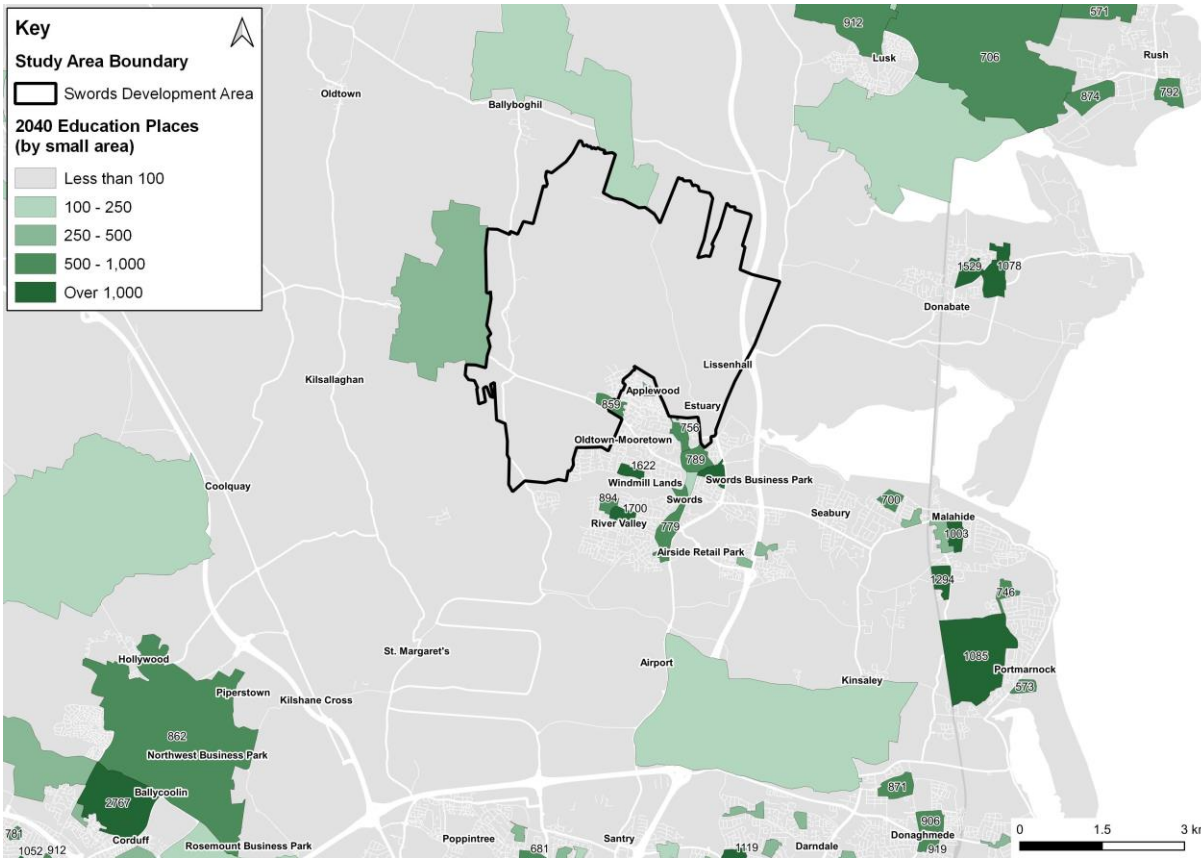 Key
Study Area Boundary
Swords Development Area
2040 Education Places
(by small area)
Less than 100
100 - 250
250 - 500
500 - 1,000
Over 1,000
912
571
706
Lusk
Rush
Oldtown
874
792
Ballyboghil
1529
1078
Donabate
Lissenhall
Kilsallaghan
Applewood
859
Estuary
756
Oldtown-Mooretown
789
1622
Swords Business Park
Windmill Lands
Coolquay
894
Swords
700
1700
Seabury
Malahide
River Valley
779
1003
Airside Retail Park
1294
746
St. Margaret's
1085
Hollywood
Airport
Portmarnock
Kinsaley
573
Piperstown
Kilshane Cross
862
Northwest Business Park
871
Ballycoolin
2767
906
781
Corduff
Poppintree
Santry
Donaghmede
1052
912
Rosemount Business Park
681
1119
Darndale
919
0
1.5
3 km